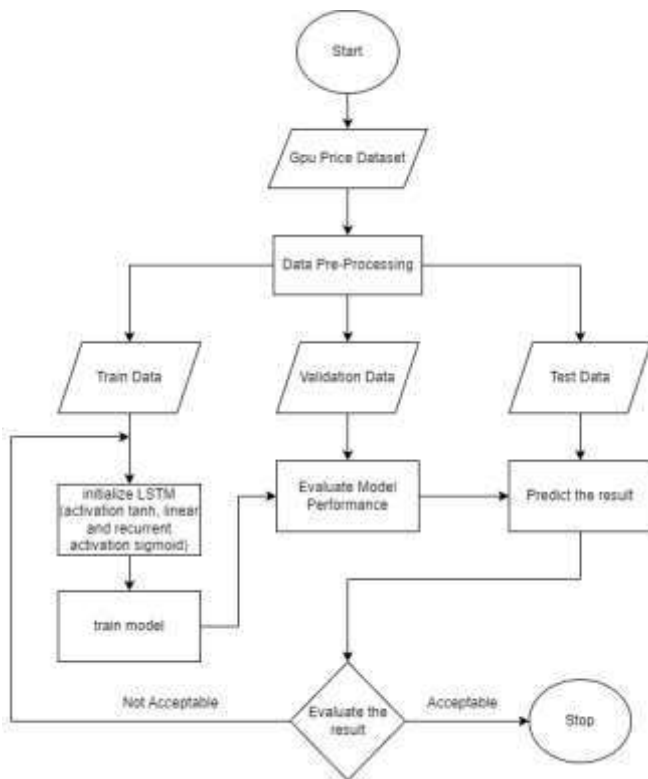 Start
Gpu Price Dataset
Data Pre-Processing
Train Data
Validation Data
Test Data
initialize LSTM
(activation tanh, linear
and recurrent
activation sigmoid)
Evaluate Model
Performance
Predict the result
train model
Not Acceptable
Evaluate the
result
Acceptable
Stop